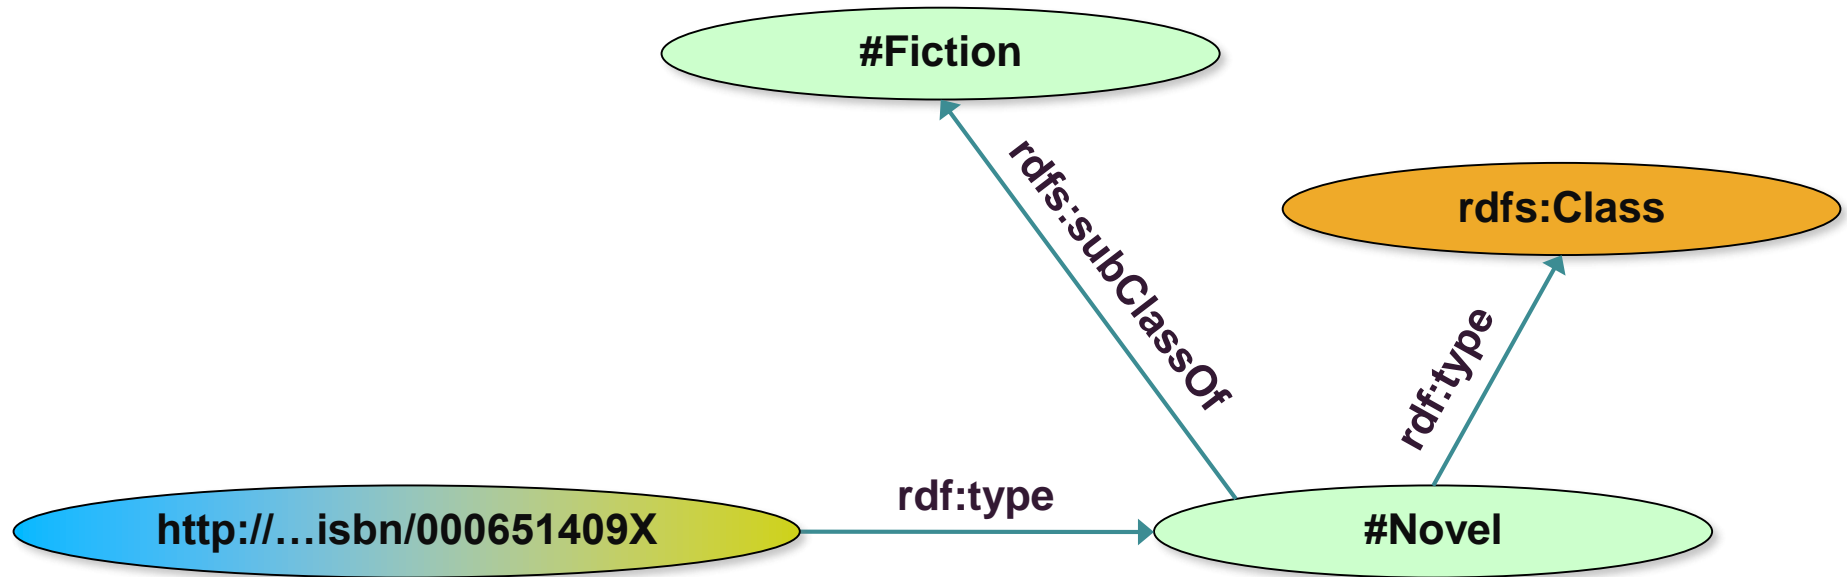 #Fiction
rdfs:Class
rdfs:subClassOf
rdf:type
rdf:type
http://…isbn/000651409X
#Novel